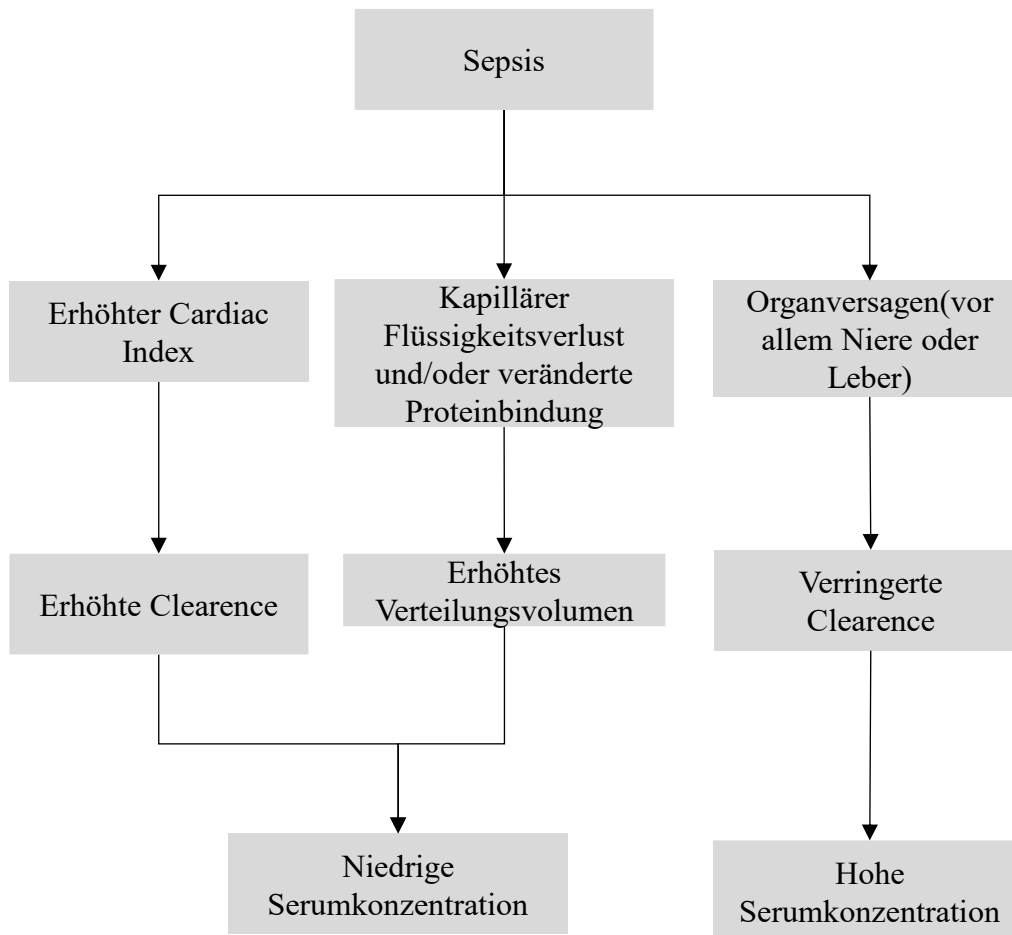 Sepsis
Erhöhter Cardiac
Index
Kapillärer
Flüssigkeitsverlust
und/oder veränderte
Proteinbindung
Organversagen(vor
allem Niere oder
Leber)
Erhöhte Clearence
Erhöhtes
Verteilungsvolumen
Verringerte
Clearence
Niedrige
Serumkonzentration
Hohe
Serumkonzentration